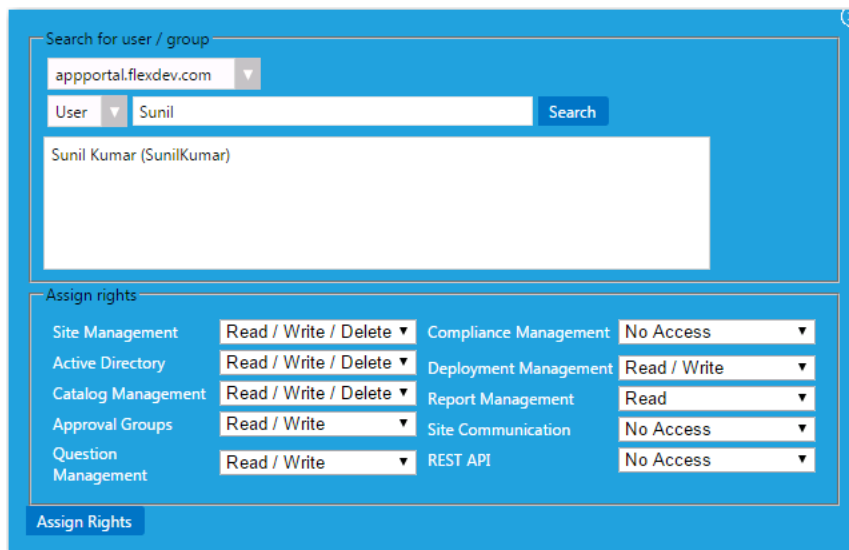 Search for user / group
appportal.flexdev.com
User Sunil Search
Sunil Kumar (SunilKumar)
Assign rights
Site Management Read / Write / Delete Compliance Management No Access
Active Directory Read / Write / Delete Deployment Management Read / Write
Catalog Management Read / Write / Delete Report Management Read
Approval Groups Read / Write Site Communication No Access
Question
Management Read / Write REST API No Access
Assign Rights